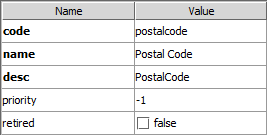 Name Value
code postalcode
name Postal Code
desc PostalCode
priority -1
retired false